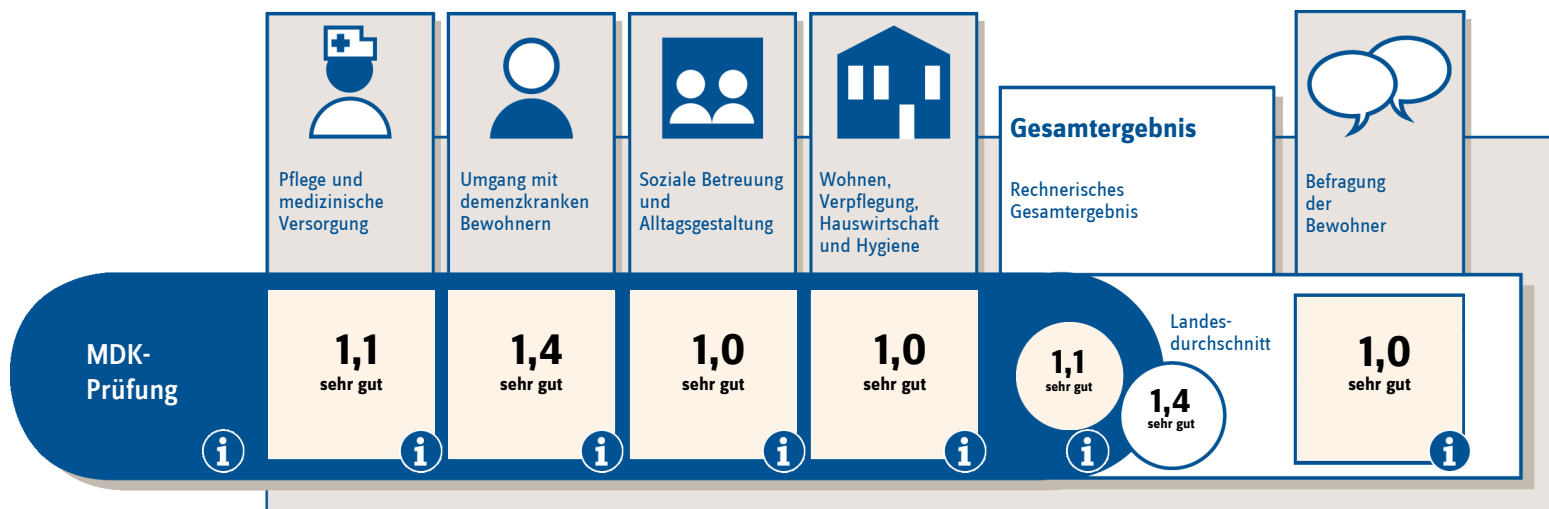 Pflege und
medizinische
Versorgung
Umgang mit
demenzkranken
Bewohnern
Soziale Betreuung
und
Alltagsgestaltung
Wohnen,
Verpflegung,
Hauswirtschaft
und Hygiene
Gesamtergebnis
Rechnerisches
Gesamtergebnis
Befragung
der
Bewohner
MDK-
Prüfung
i
1,1
sehr gut
i
1,4
sehr gut
i
1,0
sehr gut
i
1,0
sehr gut
i
1,1
sehr gut
i
Landes-
durchschnitt
1,4
sehr gut
1,0
sehr gut
i